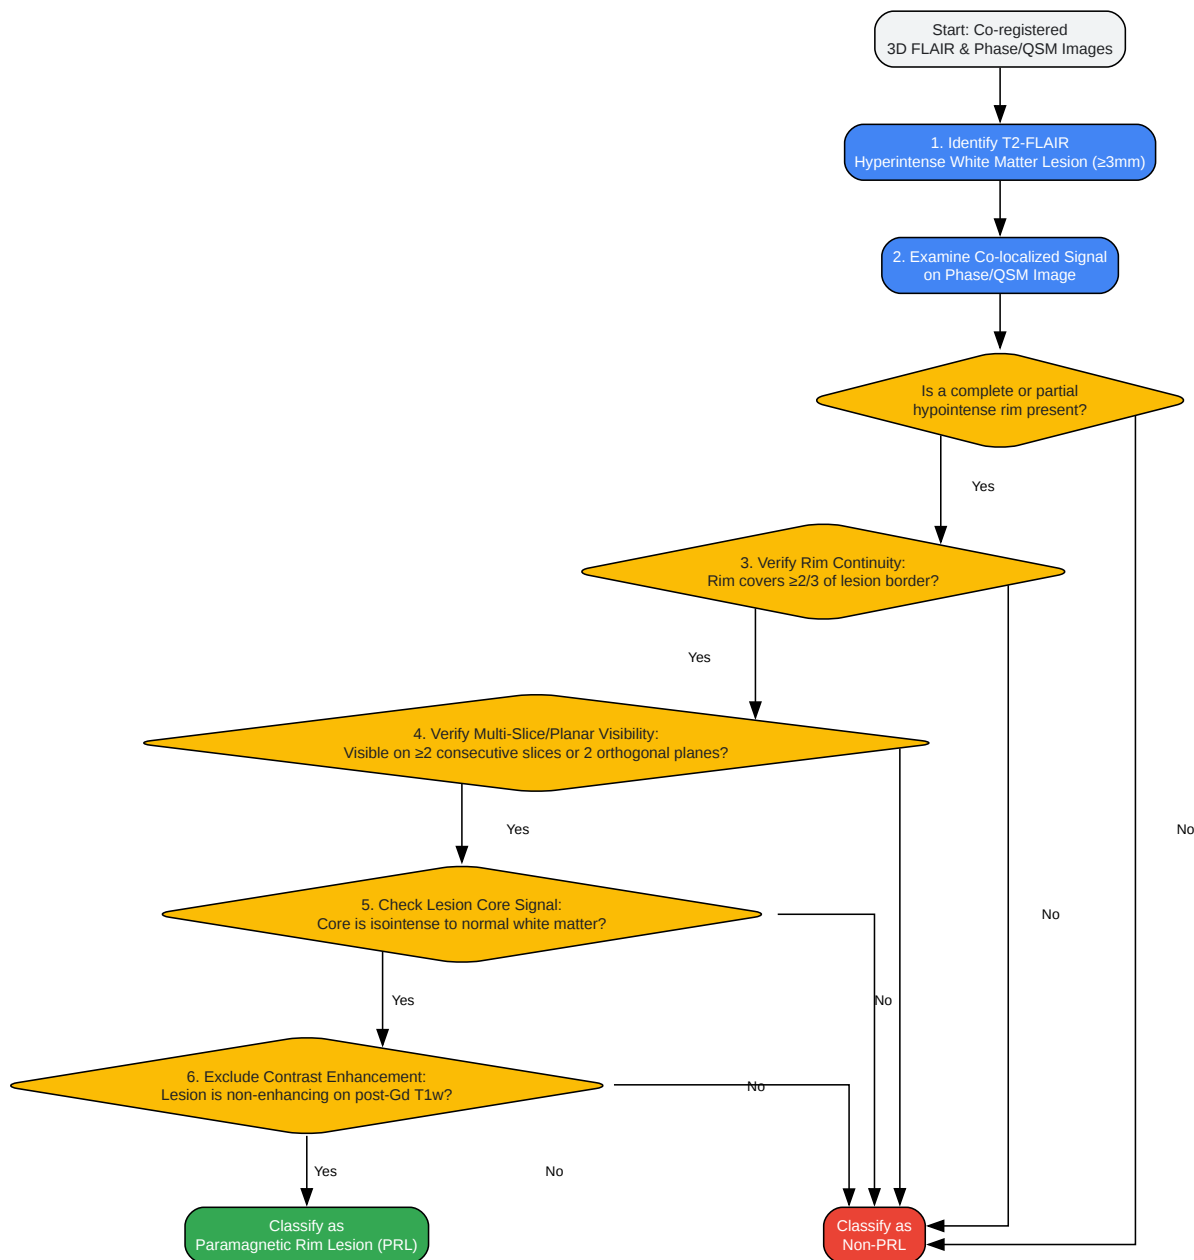 Start: Co-registered
3D FLAIR & Phase/QSM Images
1. Identify T2-FLAIR
Hyperintense White Matter Lesion (≥3mm)
2. Examine Co-localized Signal
on Phase/QSM Image
Is a complete or partial
hypointense rim present?
Yes
3. Verify Rim Continuity:
Rim covers ≥2/3 of lesion border?
Yes
4. Verify Multi-Slice/Planar Visibility:
Visible on ≥2 consecutive slices or 2 orthogonal planes?
Yes
No
5. Check Lesion Core Signal:
Core is isointense to normal white matter?
No
Yes
No
6. Exclude Contrast Enhancement:
Lesion is non-enhancing on post-Gd T1w?
No
Yes
No
Classify as
Paramagnetic Rim Lesion (PRL)
Classify as
Non-PRL